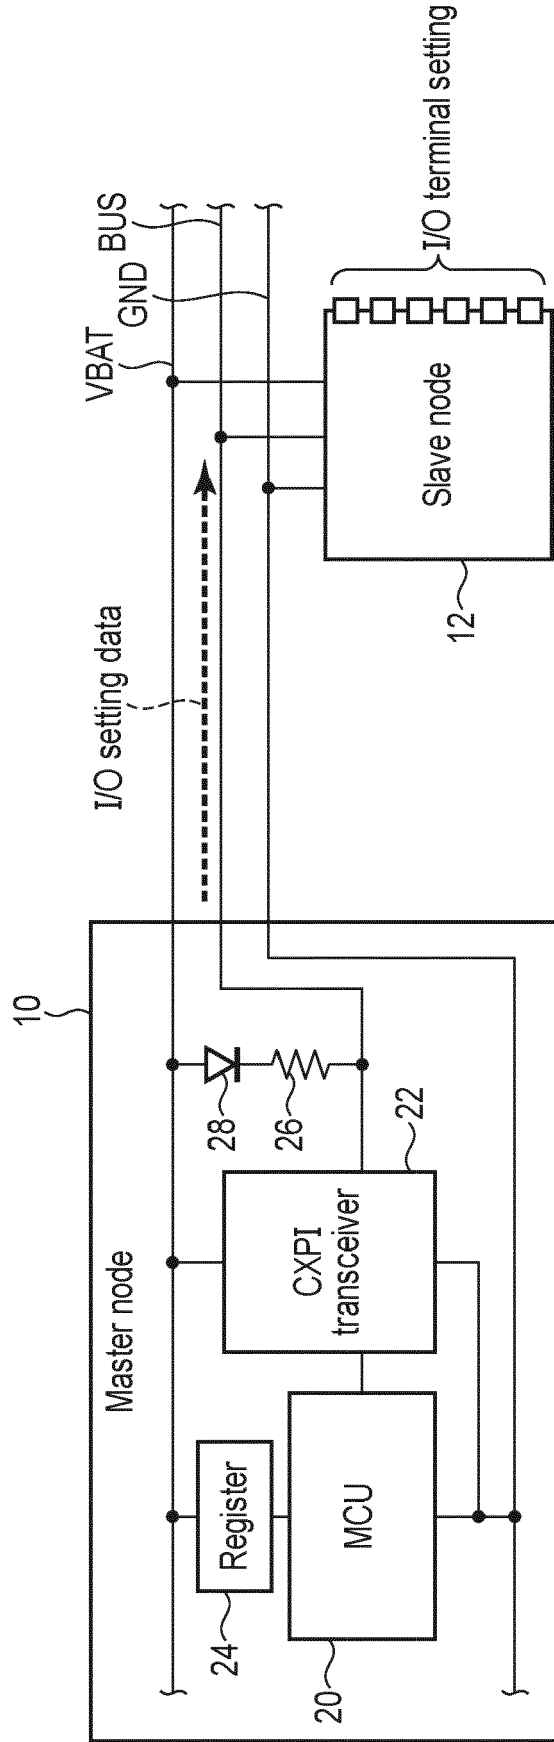 10
Master node
24
Register
20
MCU
CXPI
transceiver
22
28
26
I/O setting data
VBAT
GND
BUS
12
Slave node
I/O terminal setting